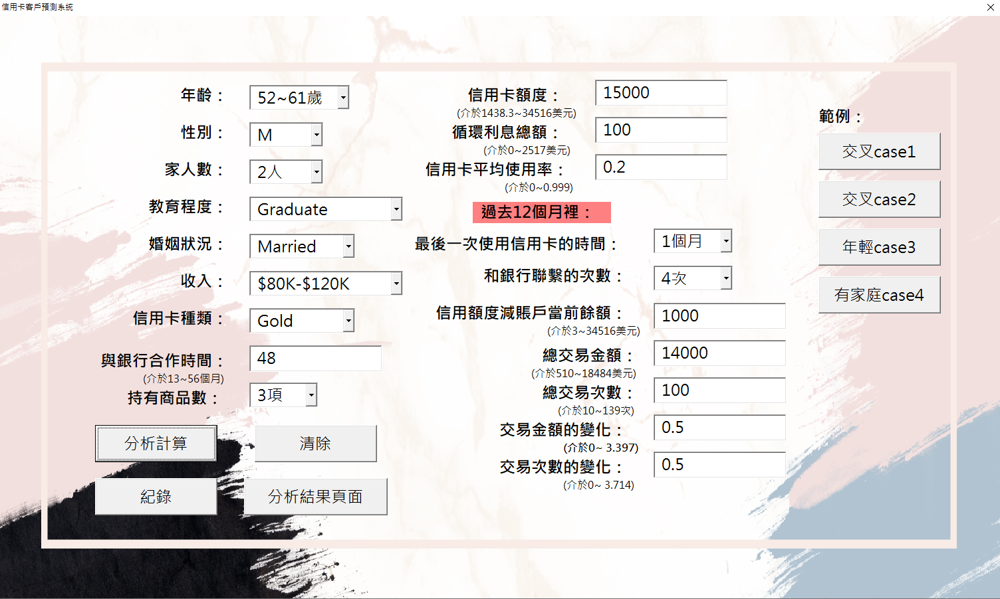 信用卡客戶預測系統
年齡：
52~61歲
性別：
M
家人數：
2人
教育程度：
Graduate
婚姻狀況：
Married
收入：
$80K-$120K
信用卡種類：
Gold
與銀行合作時間：
(介於13~56個月)
48
持有商品數：
3項
分析計算
清除
紀錄
分析結果頁面
信用卡額度：
(介於1438.3~34516美元)
15000
循環利息總額：
(介於0~2517美元)
100
信用卡平均使用率：
(介於0~0.999)
0.2
過去12個月裡：
最後一次使用信用卡的時間：
1個月
和銀行聯繫的次數：
4次
信用額度減賬戶當前餘額：
(介於3~34516美元)
1000
總交易金額：
(介於510~18484美元)
14000
總交易次數：
(介於10~139次)
100
交易金額的變化：
(介於0~ 3.397)
0.5
交易次數的變化：
(介於0~ 3.714)
0.5
範例：
交叉case1
交叉case2
年輕case3
有家庭case4